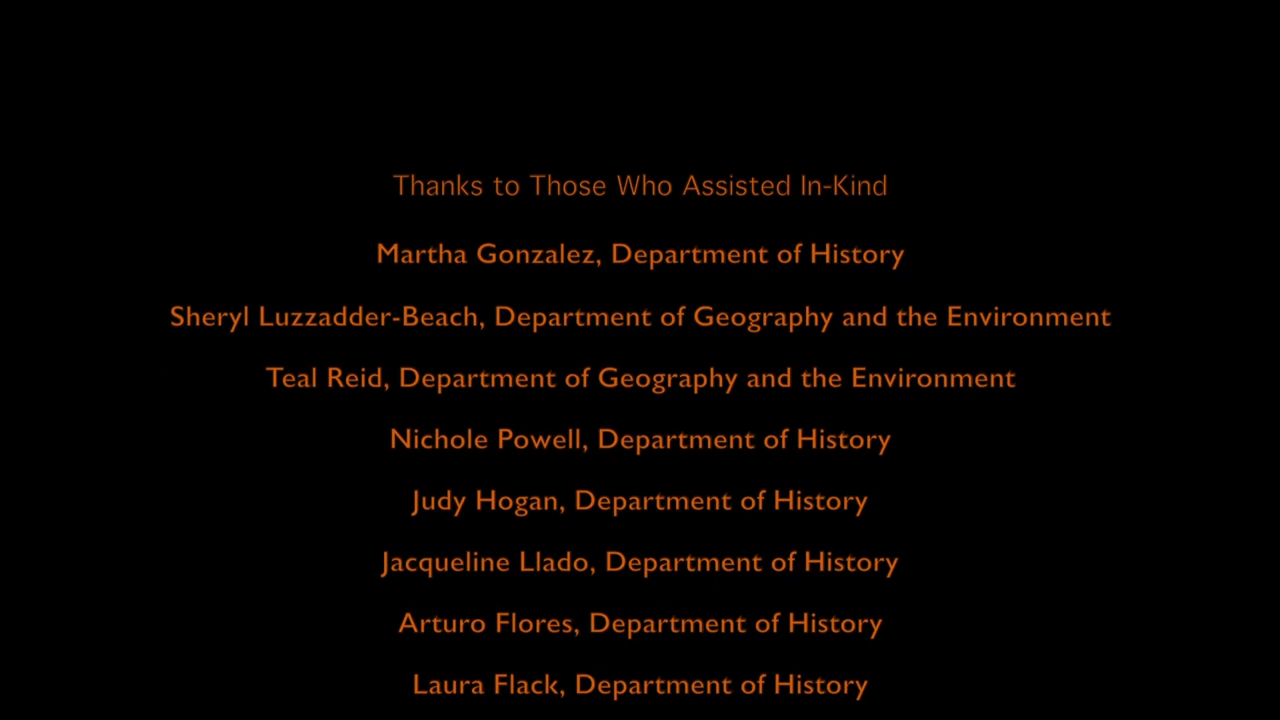 Thanks to Those Who Assisted In-Kind
Martha Gonzalez, Department of History
Sheryl Luzzadder-Beach, Department of Geography and the Environment
Teal Reid, Department of Geography and the Environment
Nichole Powell, Department of History
Judy Hogan, Department of History
Jacqueline Llado, Department of History
Arturo Flores, Department of History
Laura Flack, Department of History